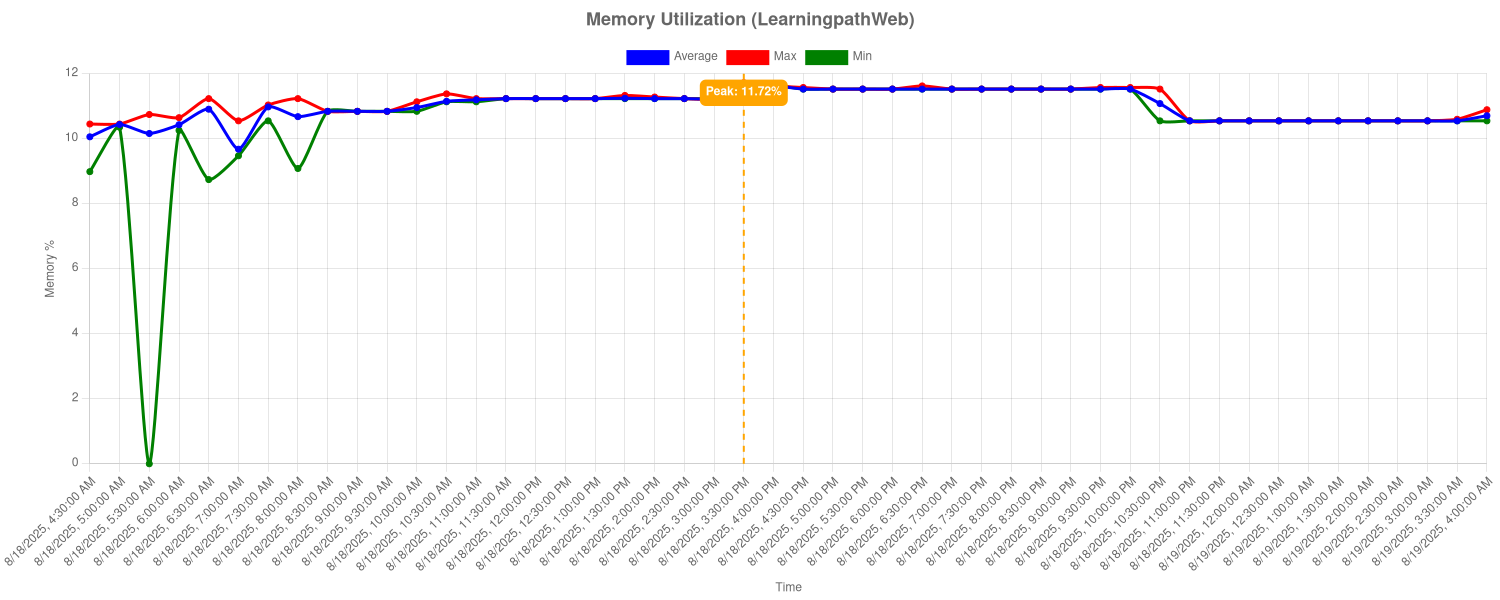 Memory Utilization (LearningpathWeb)
Average Max Min
Peak: 11.72%
12
10
8
6
4
2
0
Memory %
8/18/2025, 4:30:00 AM
8/18/2025, 5:00:00 AM
8/18/2025, 5:30:00 AM
8/18/2025, 6:00:00 AM
8/18/2025, 6:30:00 AM
8/18/2025, 7:00:00 AM
8/18/2025, 7:30:00 AM
8/18/2025, 8:00:00 AM
8/18/2025, 8:30:00 AM
8/18/2025, 9:00:00 AM
8/18/2025, 9:30:00 AM
8/18/2025, 10:00:00 AM
8/18/2025, 10:30:00 AM
8/18/2025, 11:00:00 AM
8/18/2025, 11:30:00 AM
8/18/2025, 12:00:00 PM
8/18/2025, 12:30:00 PM
8/18/2025, 1:00:00 PM
8/18/2025, 1:30:00 PM
8/18/2025, 2:00:00 PM
8/18/2025, 2:30:00 PM
8/18/2025, 3:00:00 PM
8/18/2025, 3:30:00 PM
8/18/2025, 4:00:00 PM
8/18/2025, 4:30:00 PM
8/18/2025, 5:00:00 PM
8/18/2025, 5:30:00 PM
8/18/2025, 6:00:00 PM
8/18/2025, 6:30:00 PM
8/18/2025, 7:00:00 PM
8/18/2025, 7:30:00 PM
8/18/2025, 8:00:00 PM
8/18/2025, 8:30:00 PM
8/18/2025, 9:00:00 PM
8/18/2025, 9:30:00 PM
8/18/2025, 10:00:00 PM
8/18/2025, 10:30:00 PM
8/18/2025, 11:00:00 PM
8/18/2025, 11:30:00 PM
8/19/2025, 12:00:00 AM
8/19/2025, 12:30:00 AM
8/19/2025, 1:00:00 AM
8/19/2025, 1:30:00 AM
8/19/2025, 2:00:00 AM
8/19/2025, 2:30:00 AM
8/19/2025, 3:00:00 AM
8/19/2025, 3:30:00 AM
8/19/2025, 4:00:00 AM
Time